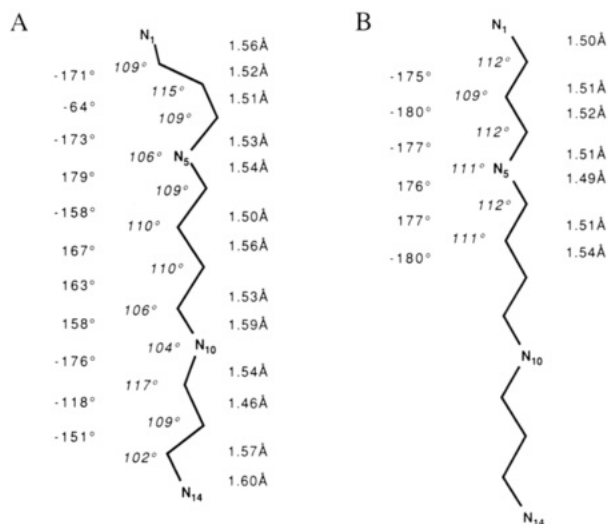 A
N1
1.56Å
109°
1.52Å
-171°
115°
1.51Å
-64°
109°
-173°
1.53Å
106°
N5
1.54Å
179°
109°
-158°
1.50Å
110°
167°
1.56Å
110°
163°
1.53Å
106°
158°
1.59Å
104°
N10
-176°
1.54Å
117°
-118°
1.46Å
109°
-151°
1.57Å
102°
1.60Å
N14
B
N1
1.50Å
112°
-175°
1.51Å
109°
-180°
1.52Å
112°
-177°
1.51Å
111°
N5
1.49Å
176°
112°
177°
1.51Å
111°
-180°
1.54Å
N10
N14